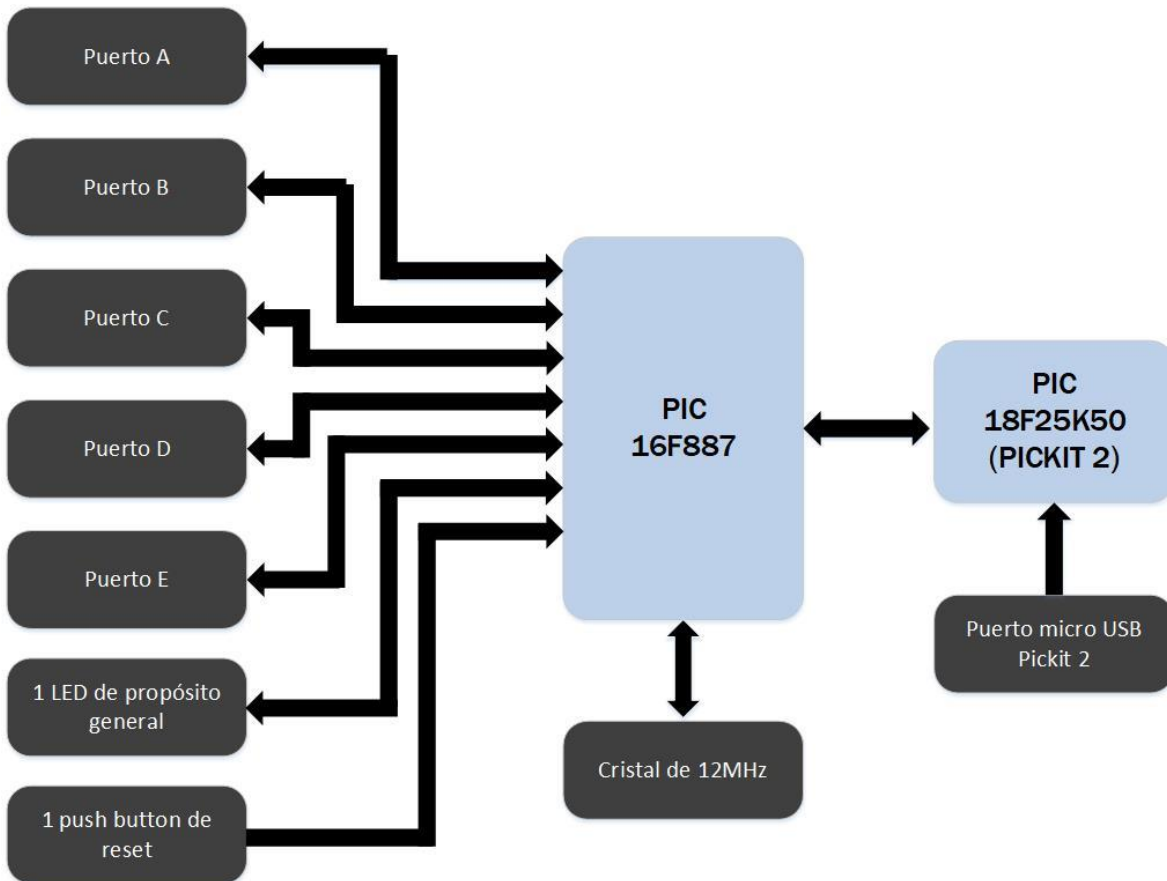 Puerto A
Puerto B
Puerto C
Puerto D
Puerto E
1 LED de propósito
general
1 push button de
reset
PIC
16F887
Cristal de 12MHz
PIC
18F25K50
(PICKIT 2)
Puerto micro USB
Pickit 2